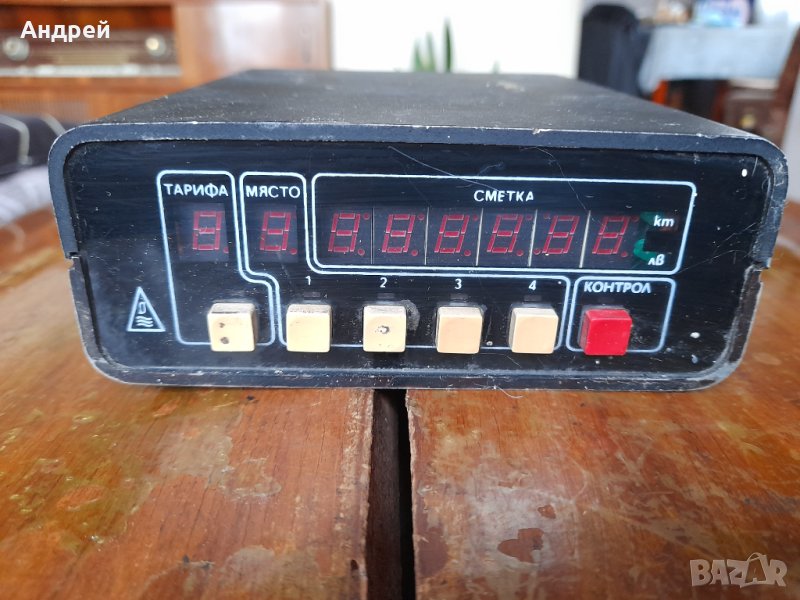 Андрей
ТАРИФА МЯСТО СМЕТКА
km
лв
1 2 3 4 КОНТРОЛ
BAZAR